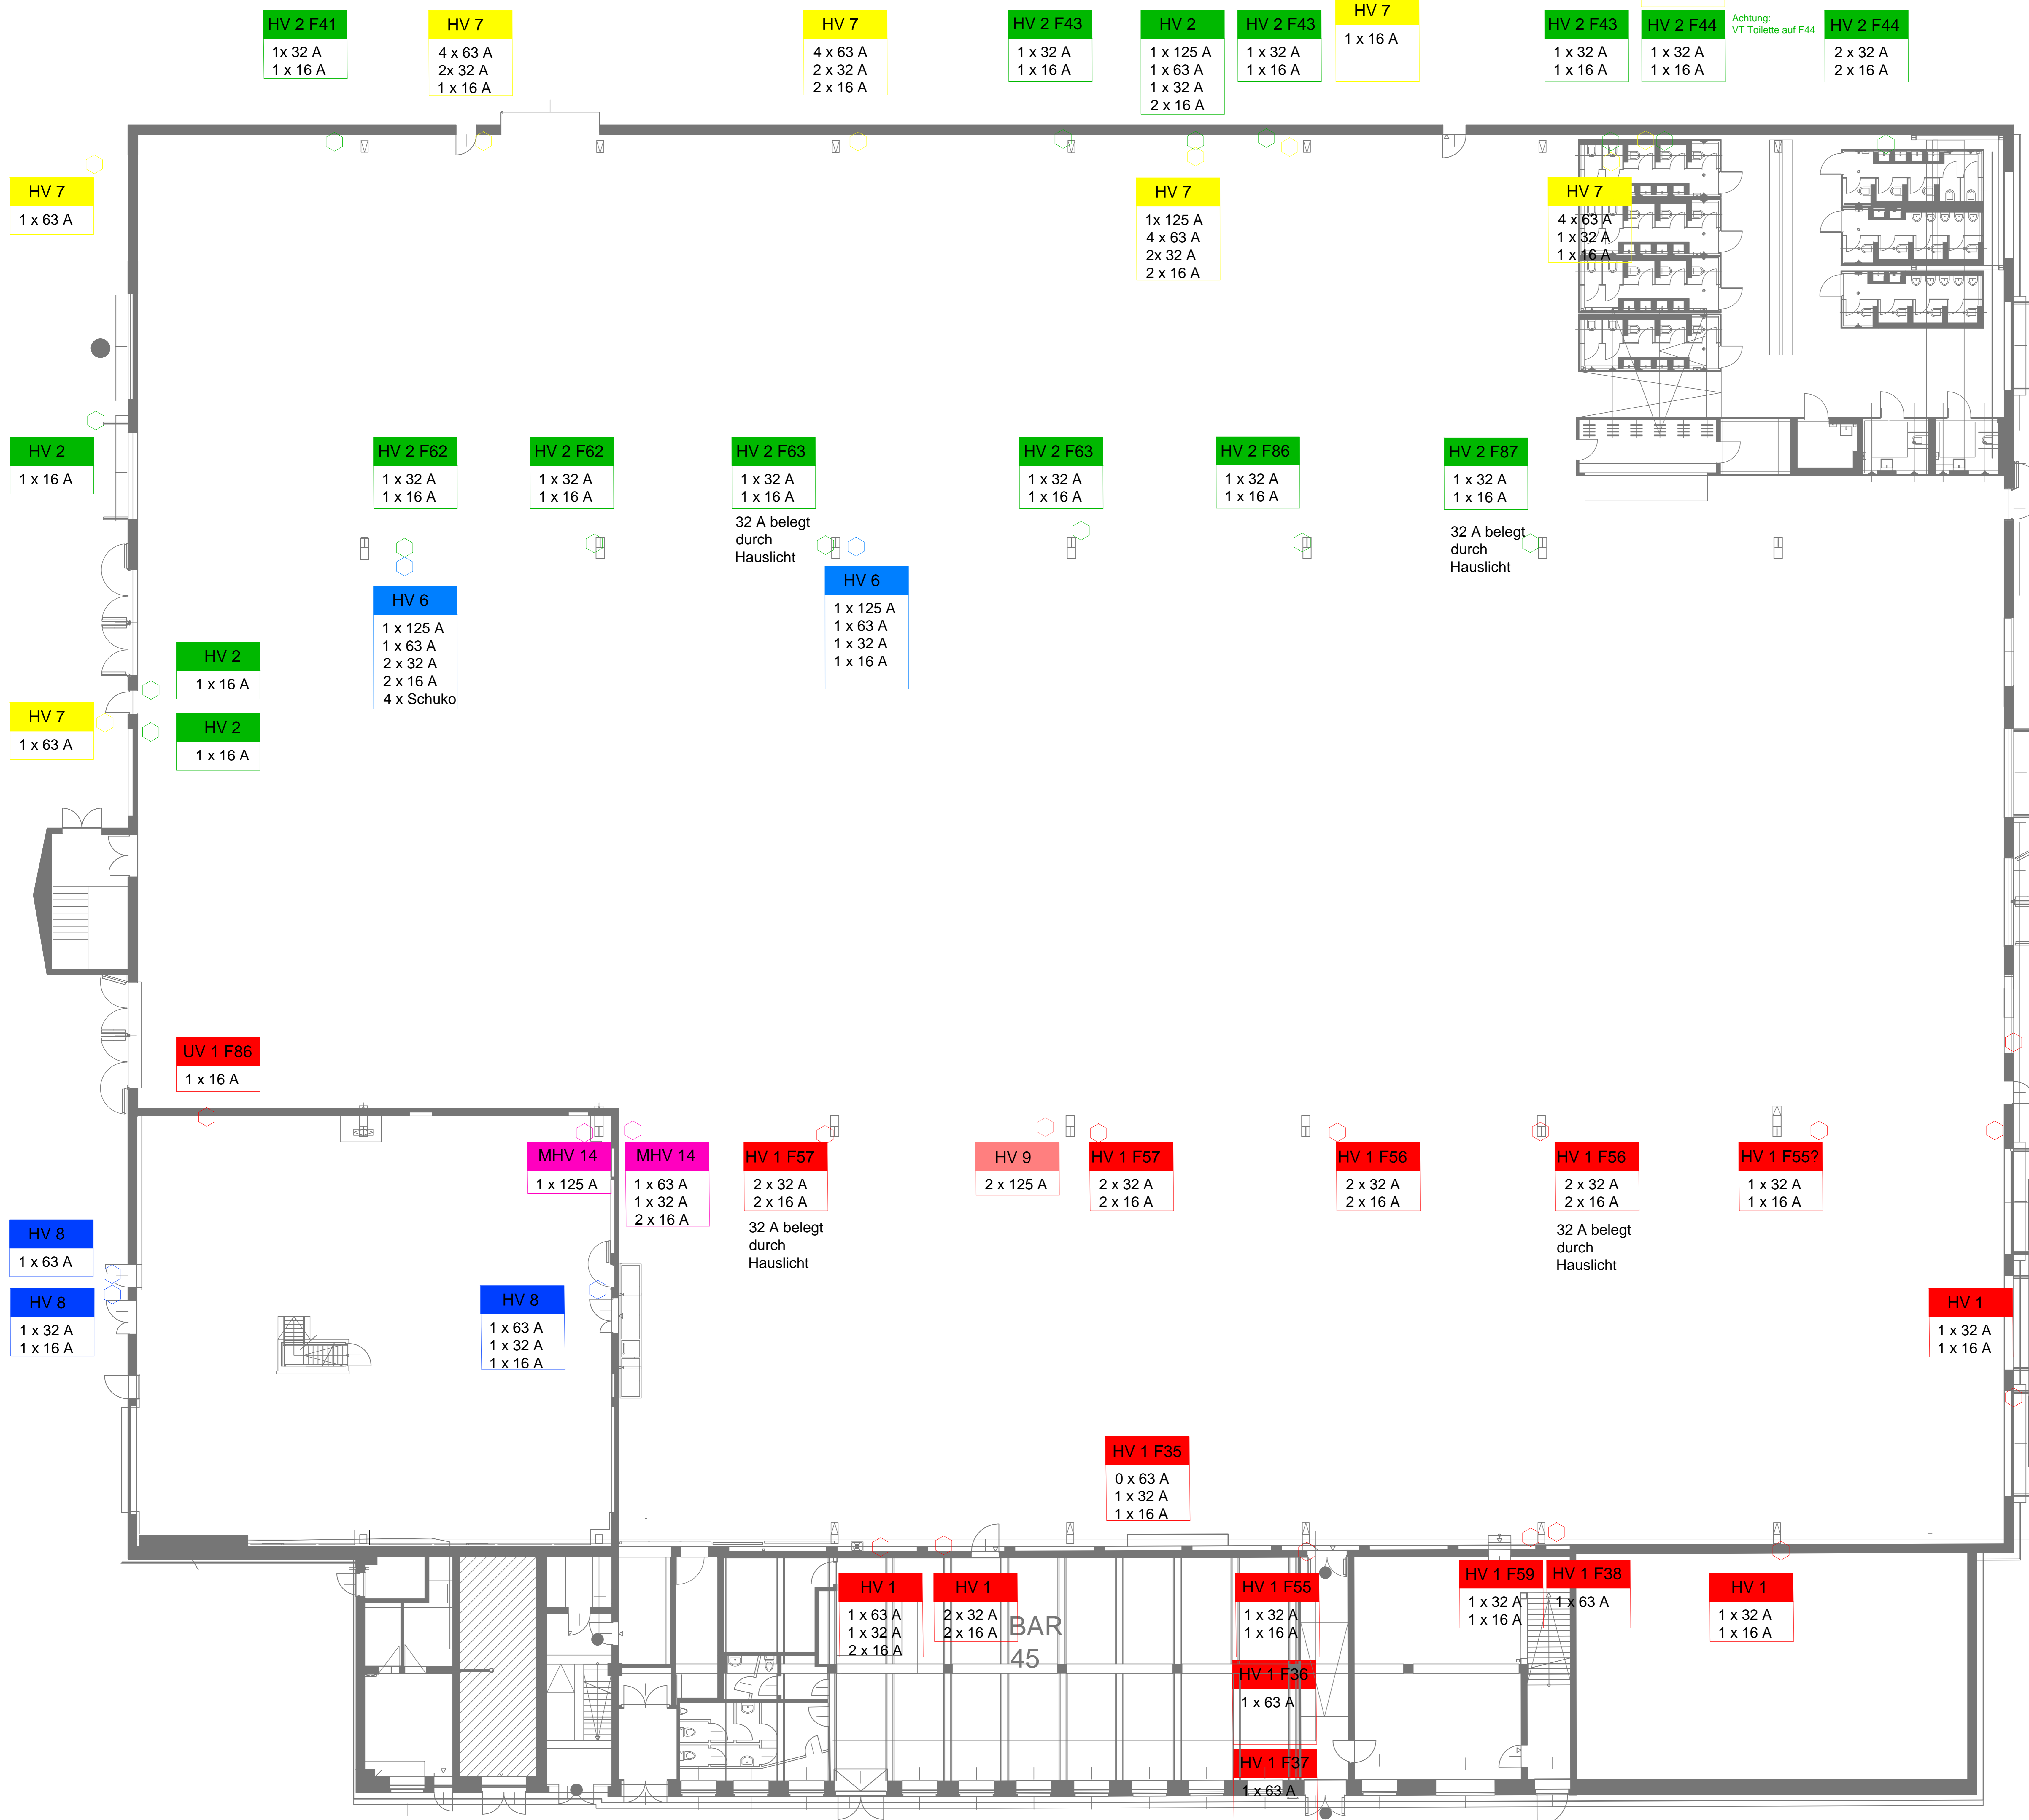 HV 2 F41
1x 32 A
1 x 16 A
HV 7
4 x 63 A
2x 32 A
1 x 16 A
HV 7
4 x 63 A
2 x 32 A
2 x 16 A
HV 2 F43
1 x 32 A
1 x 16 A
HV 2
1 x 125 A
1 x 63 A
1 x 32 A
2 x 16 A
HV 2 F43
1 x 32 A
1 x 16 A
HV 7
1 x 16 A
HV 2 F43
1 x 32 A
1 x 16 A
HV 2 F44
1 x 32 A
1 x 16 A
Achtung:
VT Toilette auf F44
HV 2 F44
2 x 32 A
2 x 16 A
HV 7
1 x 63 A
HV 7
1x 125 A
4 x 63 A
2x 32 A
2 x 16 A
HV 7
4 x 63 A
1 x 32 A
1 x 16 A
HV 2
1 x 16 A
HV 2 F62
1 x 32 A
1 x 16 A
HV 2 F62
1 x 32 A
1 x 16 A
HV 2 F63
1 x 32 A
1 x 16 A
32 A belegt
durch
Hauslicht
HV 2 F63
1 x 32 A
1 x 16 A
HV 2 F86
1 x 32 A
1 x 16 A
HV 2 F87
1 x 32 A
1 x 16 A
32 A belegt
durch
Hauslicht
HV 6
1 x 125 A
1 x 63 A
2 x 32 A
2 x 16 A
4 x Schuko
HV 6
1 x 125 A
1 x 63 A
1 x 32 A
1 x 16 A
HV 2
1 x 16 A
HV 7
1 x 63 A
HV 2
1 x 16 A
UV 1 F86
1 x 16 A
MHV 14
1 x 125 A
MHV 14
1 x 63 A
1 x 32 A
2 x 16 A
HV 1 F57
2 x 32 A
2 x 16 A
32 A belegt
durch
Hauslicht
HV 9
2 x 125 A
HV 1 F57
2 x 32 A
2 x 16 A
HV 1 F56
2 x 32 A
2 x 16 A
HV 1 F56
2 x 32 A
2 x 16 A
32 A belegt
durch
Hauslicht
HV 1 F55?
1 x 32 A
1 x 16 A
HV 8
1 x 63 A
HV 8
1 x 32 A
1 x 16 A
HV 8
1 x 63 A
1 x 32 A
1 x 16 A
HV 1
1 x 32 A
1 x 16 A
HV 1 F35
0 x 63 A
1 x 32 A
1 x 16 A
HV 1
1 x 63 A
1 x 32 A
2 x 16 A
HV 1
2 x 32 A
2 x 16 A
BAR
45
HV 1 F55
1 x 32 A
1 x 16 A
HV 1 F36
1 x 63 A
HV 1 F37
1 x 63 A
HV 1 F59
1 x 32 A
1 x 16 A
HV 1 F38
1 x 63 A
HV 1
1 x 32 A
1 x 16 A